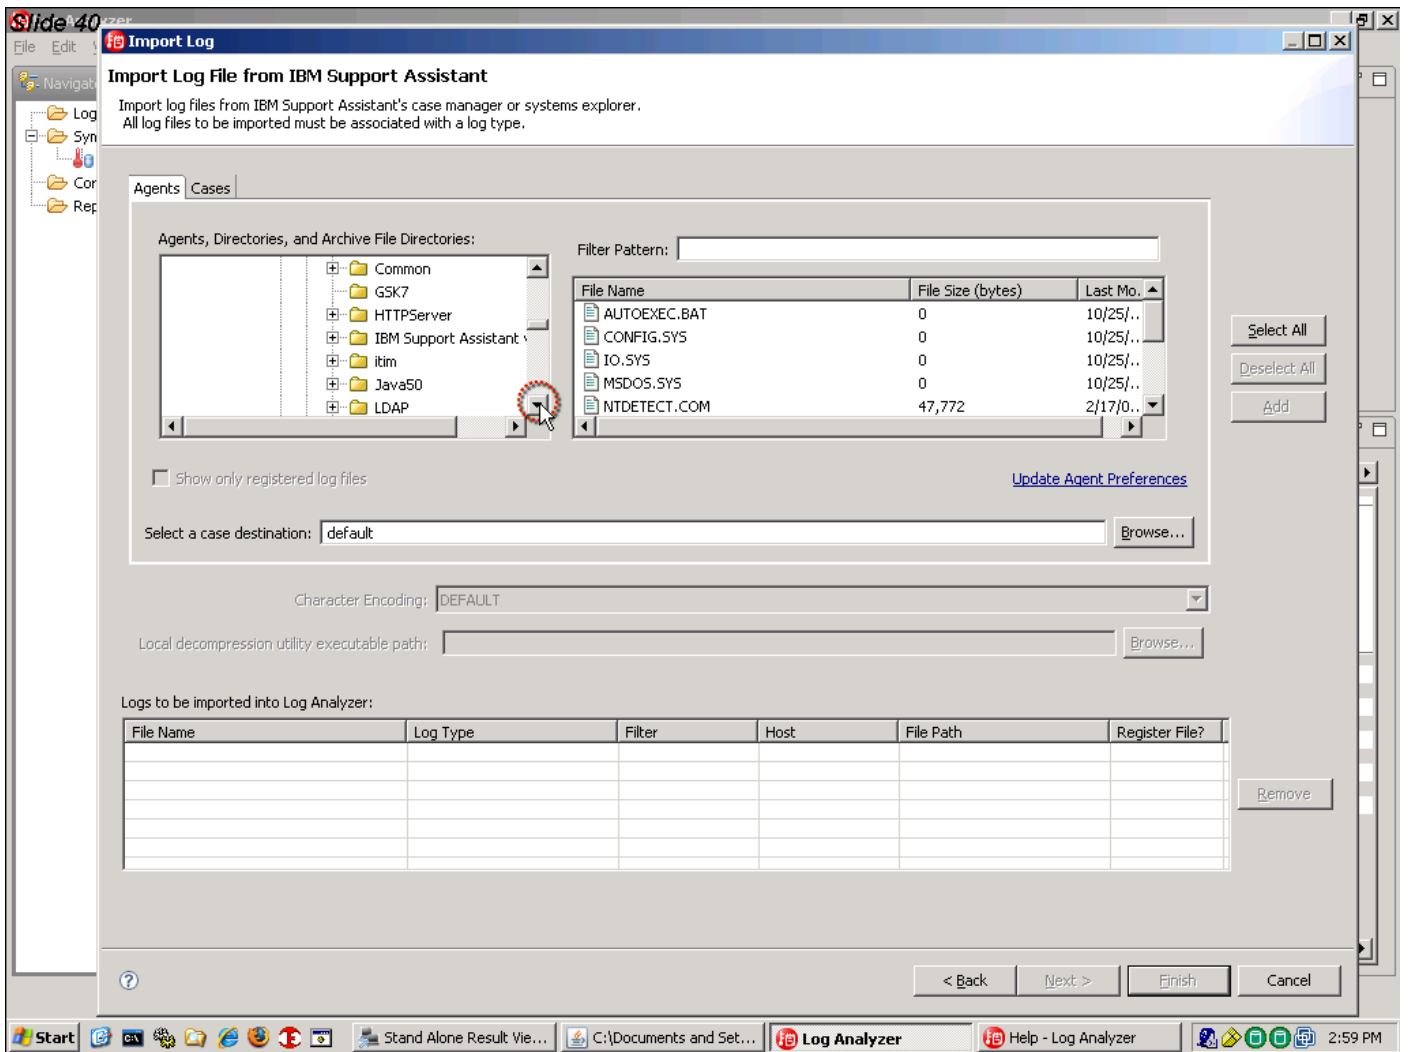 Slide 40
File Edit
Import Log
Import Log File from IBM Support Assistant
Import log files from IBM Support Assistant's case manager or systems explorer.
All log files to be imported must be associated with a log type.
Navigat
Log
Syn
Cor
Rep
Agents Cases
Agents, Directories, and Archive File Directories:
Filter Pattern:
Common
GSK7
HTTPServer
IBM Support Assistant
itim
Java50
LDAP
File Name File Size (bytes) Last Mo.
AUTOEXEC.BAT 0 10/25/..
CONFIG.SYS 0 10/25/..
IO.SYS 0 10/25/..
MSDOS.SYS 0 10/25/..
NTDETECT.COM 47,772 2/17/0..
Select All
Deselect All
Add
Show only registered log files
Update Agent Preferences
Select a case destination: default Browse...
Character Encoding: DEFAULT
Local decompression utility executable path: Browse...
Logs to be imported into Log Analyzer:
File Name Log Type Filter Host File Path Register File?
Remove
< Back Next > Finish Cancel
Start Stand Alone Result Vie... C:\Documents and Set... Log Analyzer Help - Log Analyzer 2:59 PM